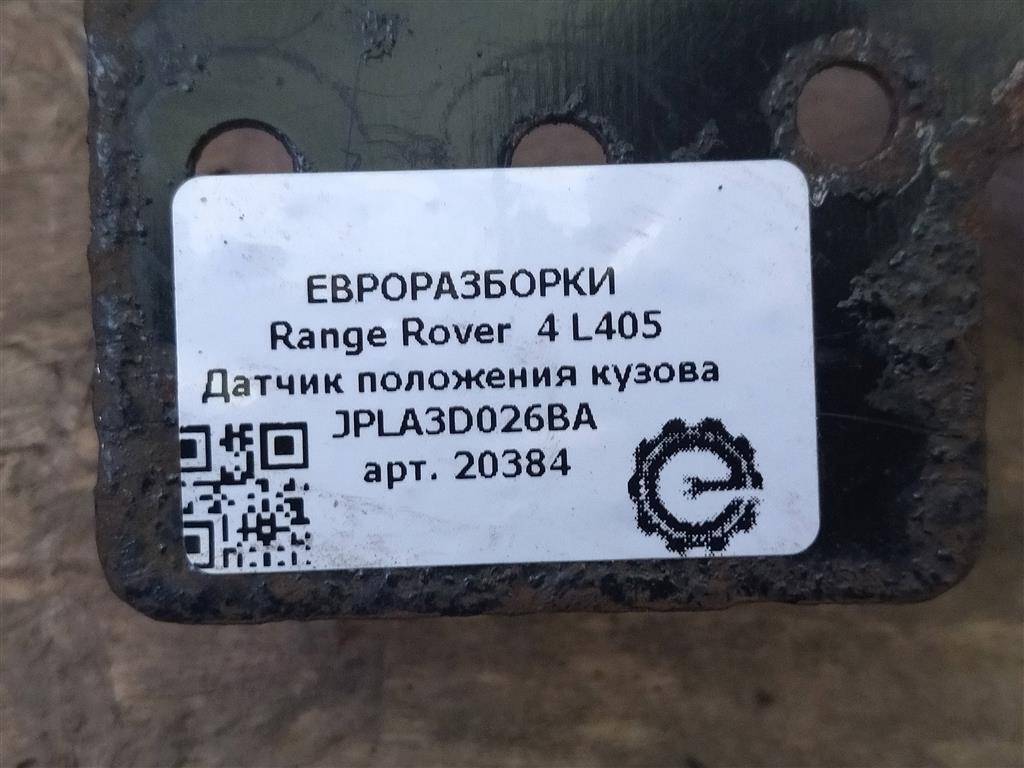 ЕВРОРАЗБОРКИ
Range Rover 4 L405
Датчик положения кузова
JPLA3D026BA
арт. 20384